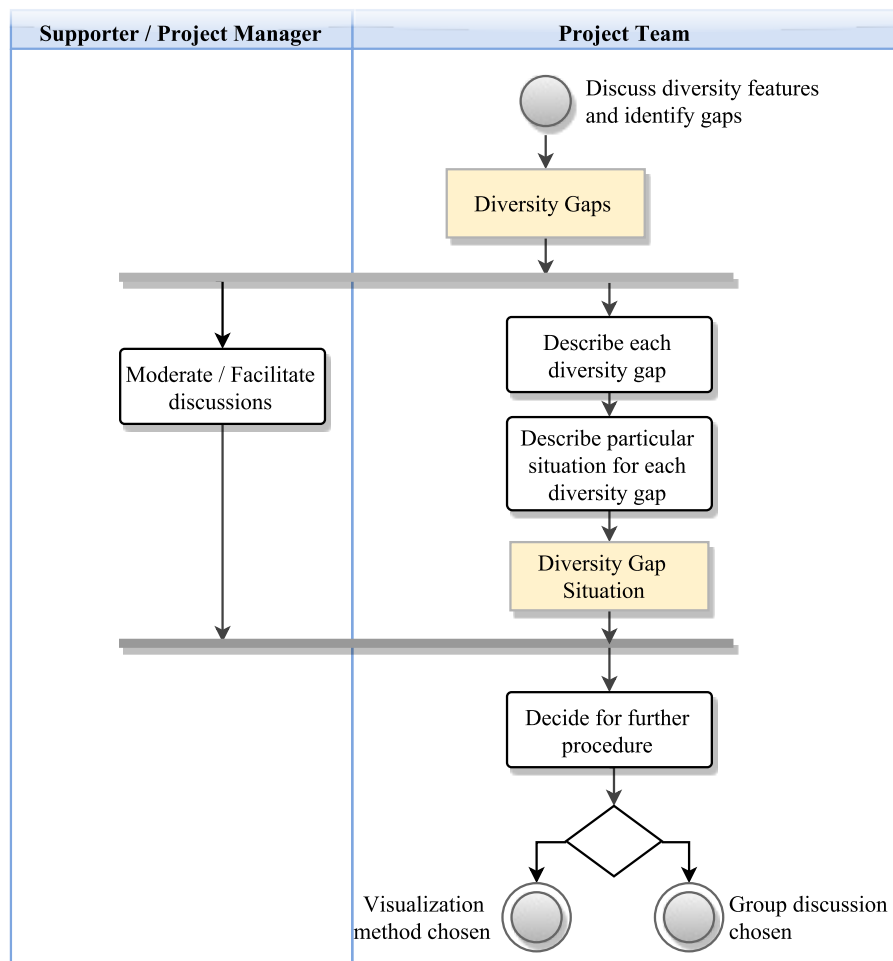 Supporter / Project Manager
Project Team
Discuss diversity features
and identify gaps
Diversity Gaps
Moderate / Facilitate
discussions
Describe each
diversity gap
Describe particular
situation for each
diversity gap
Diversity Gap
Situation
Decide for further
procedure
Visualization
method chosen
Group discussion
chosen